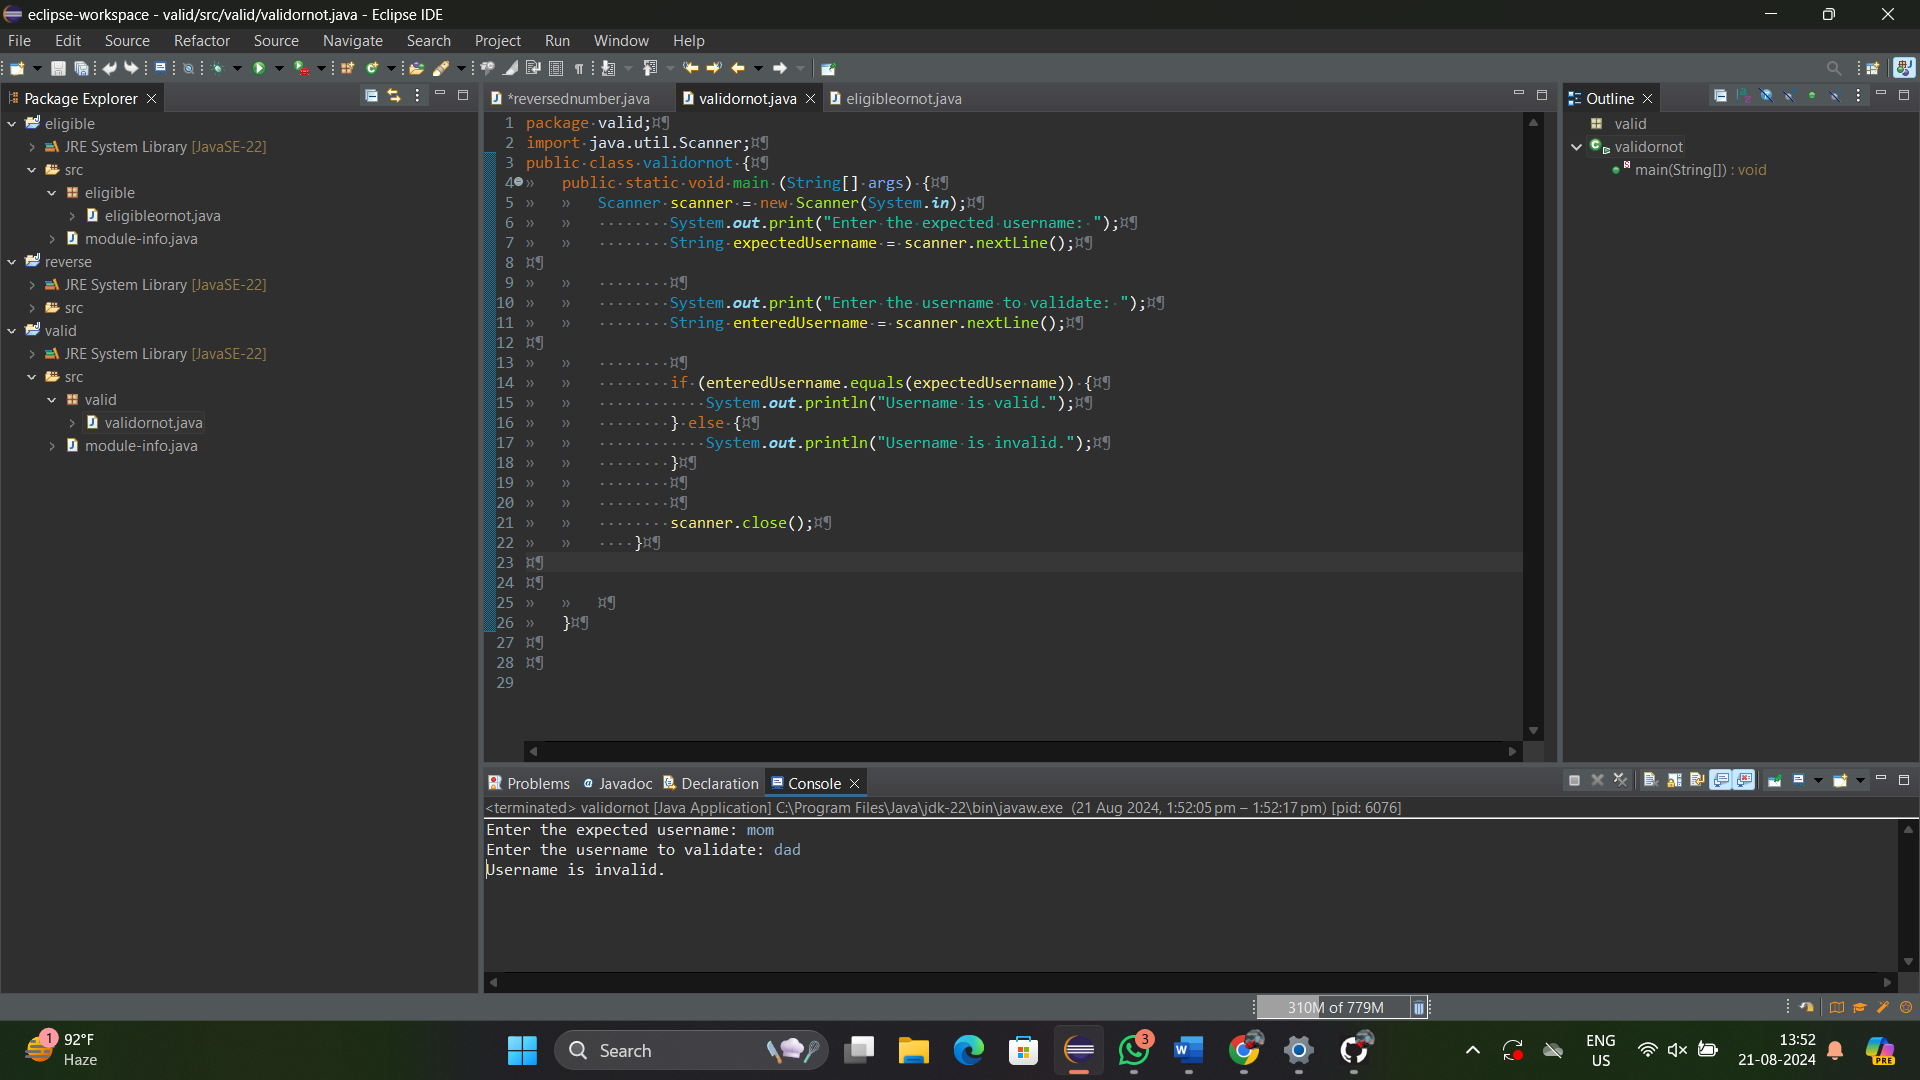 eclipse-workspace - valid/src/valid/validornot.java - Eclipse IDE
File Edit Source Refactor Source Navigate Search Project Run Window Help
Package Explorer
eligible
JRE System Library [JavaSE-22]
src
eligible
eligibleornot.java
module-info.java
reverse
JRE System Library [JavaSE-22]
src
valid
JRE System Library [JavaSE-22]
src
valid
validornot.java
module-info.java
*reversednumber.java validornot.java eligibleornot.java
1 package·valid;¤¶
2 import·java.util.Scanner;¤¶
3 public·class·validornot·{¤¶
4 » public·static·void·main·(String[]·args)·{¤¶
5 » » Scanner·scanner·=·new·Scanner(System.in);¤¶
6 » » ········System.out.print("Enter·the·expected·username:·");¤¶
7 » » ········String·expectedUsername·=·scanner.nextLine();¤¶
8 ¤¶
9 » » ········¤¶
10 » » ········System.out.print("Enter·the·username·to·validate:·");¤¶
11 » » ········String·enteredUsername·=·scanner.nextLine();¤¶
12 ¤¶
13 » » ········¤¶
14 » » ········if·(enteredUsername.equals(expectedUsername))·{¤¶
15 » » ············System.out.println("Username·is·valid.");¤¶
16 » » ········}·else·{¤¶
17 » » ············System.out.println("Username·is·invalid.");¤¶
18 » » ········}¤¶
19 » » ········¤¶
20 » » ········¤¶
21 » » ········scanner.close();¤¶
22 » » ····}¤¶
23 ¤¶
24 ¤¶
25 » » ¤¶
26 » }¤¶
27 ¤¶
28 ¤¶
29
Outline
valid
validornot
main(String[]) : void
Problems Javadoc Declaration Console
<terminated> validornot [Java Application] C:\Program Files\Java\jdk-22\bin\javaw.exe (21 Aug 2024, 1:52:05 pm – 1:52:17 pm) [pid: 6076]
Enter the expected username: mom
Enter the username to validate: dad
Username is invalid.
310M of 779M
1
92°F
Haze
Search
3
ENG
US
13:52
21-08-2024
PRE